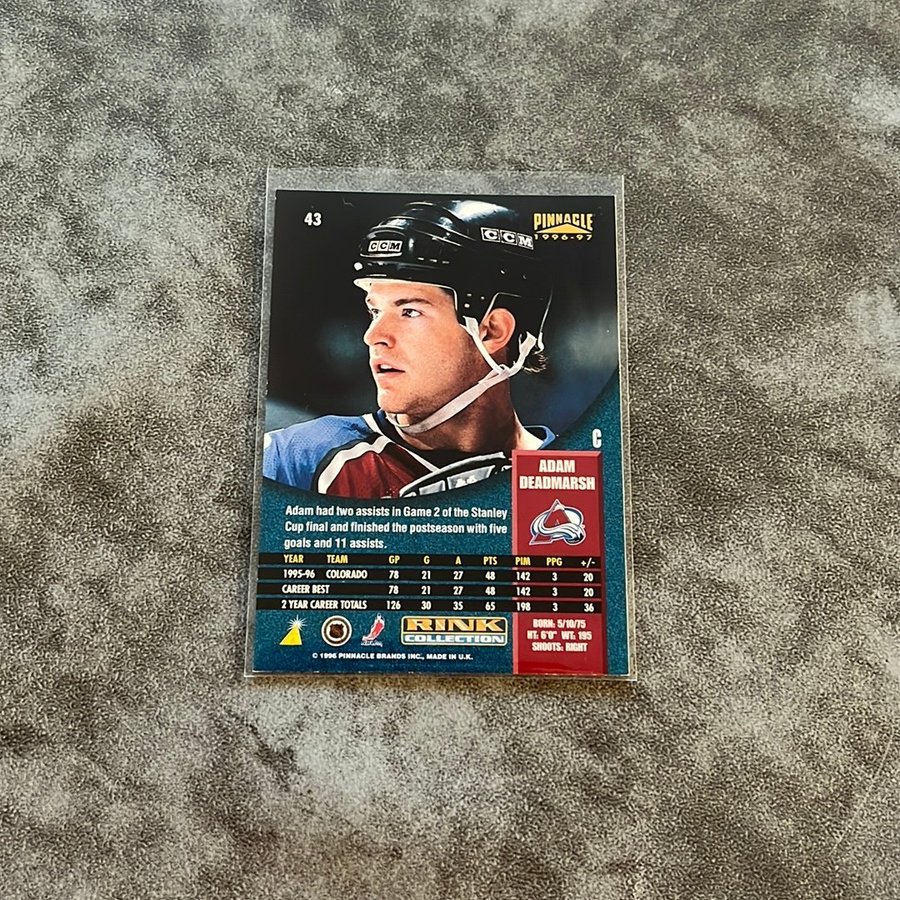 43
PINNACLE
1996-97
CCM
CCM
C
ADAM
DEADMARSH
Adam had two assists in Game 2 of the Stanley
Cup final and finished the postseason with five
goals and 11 assists.
YEAR TEAM GP G A PTS PIM PPG +/-
1995-96 COLORADO 78 21 27 48 142 3 20
CAREER BEST 78 21 27 48 142 3 20
2 YEAR CAREER TOTALS 126 30 35 65 198 3 36
RINK
COLLECTION
BORN: 5/10/75
HT: 6'0" WT: 195
SHOOTS: RIGHT
© 1996 PINNACLE BRANDS INC., MADE IN U.K.